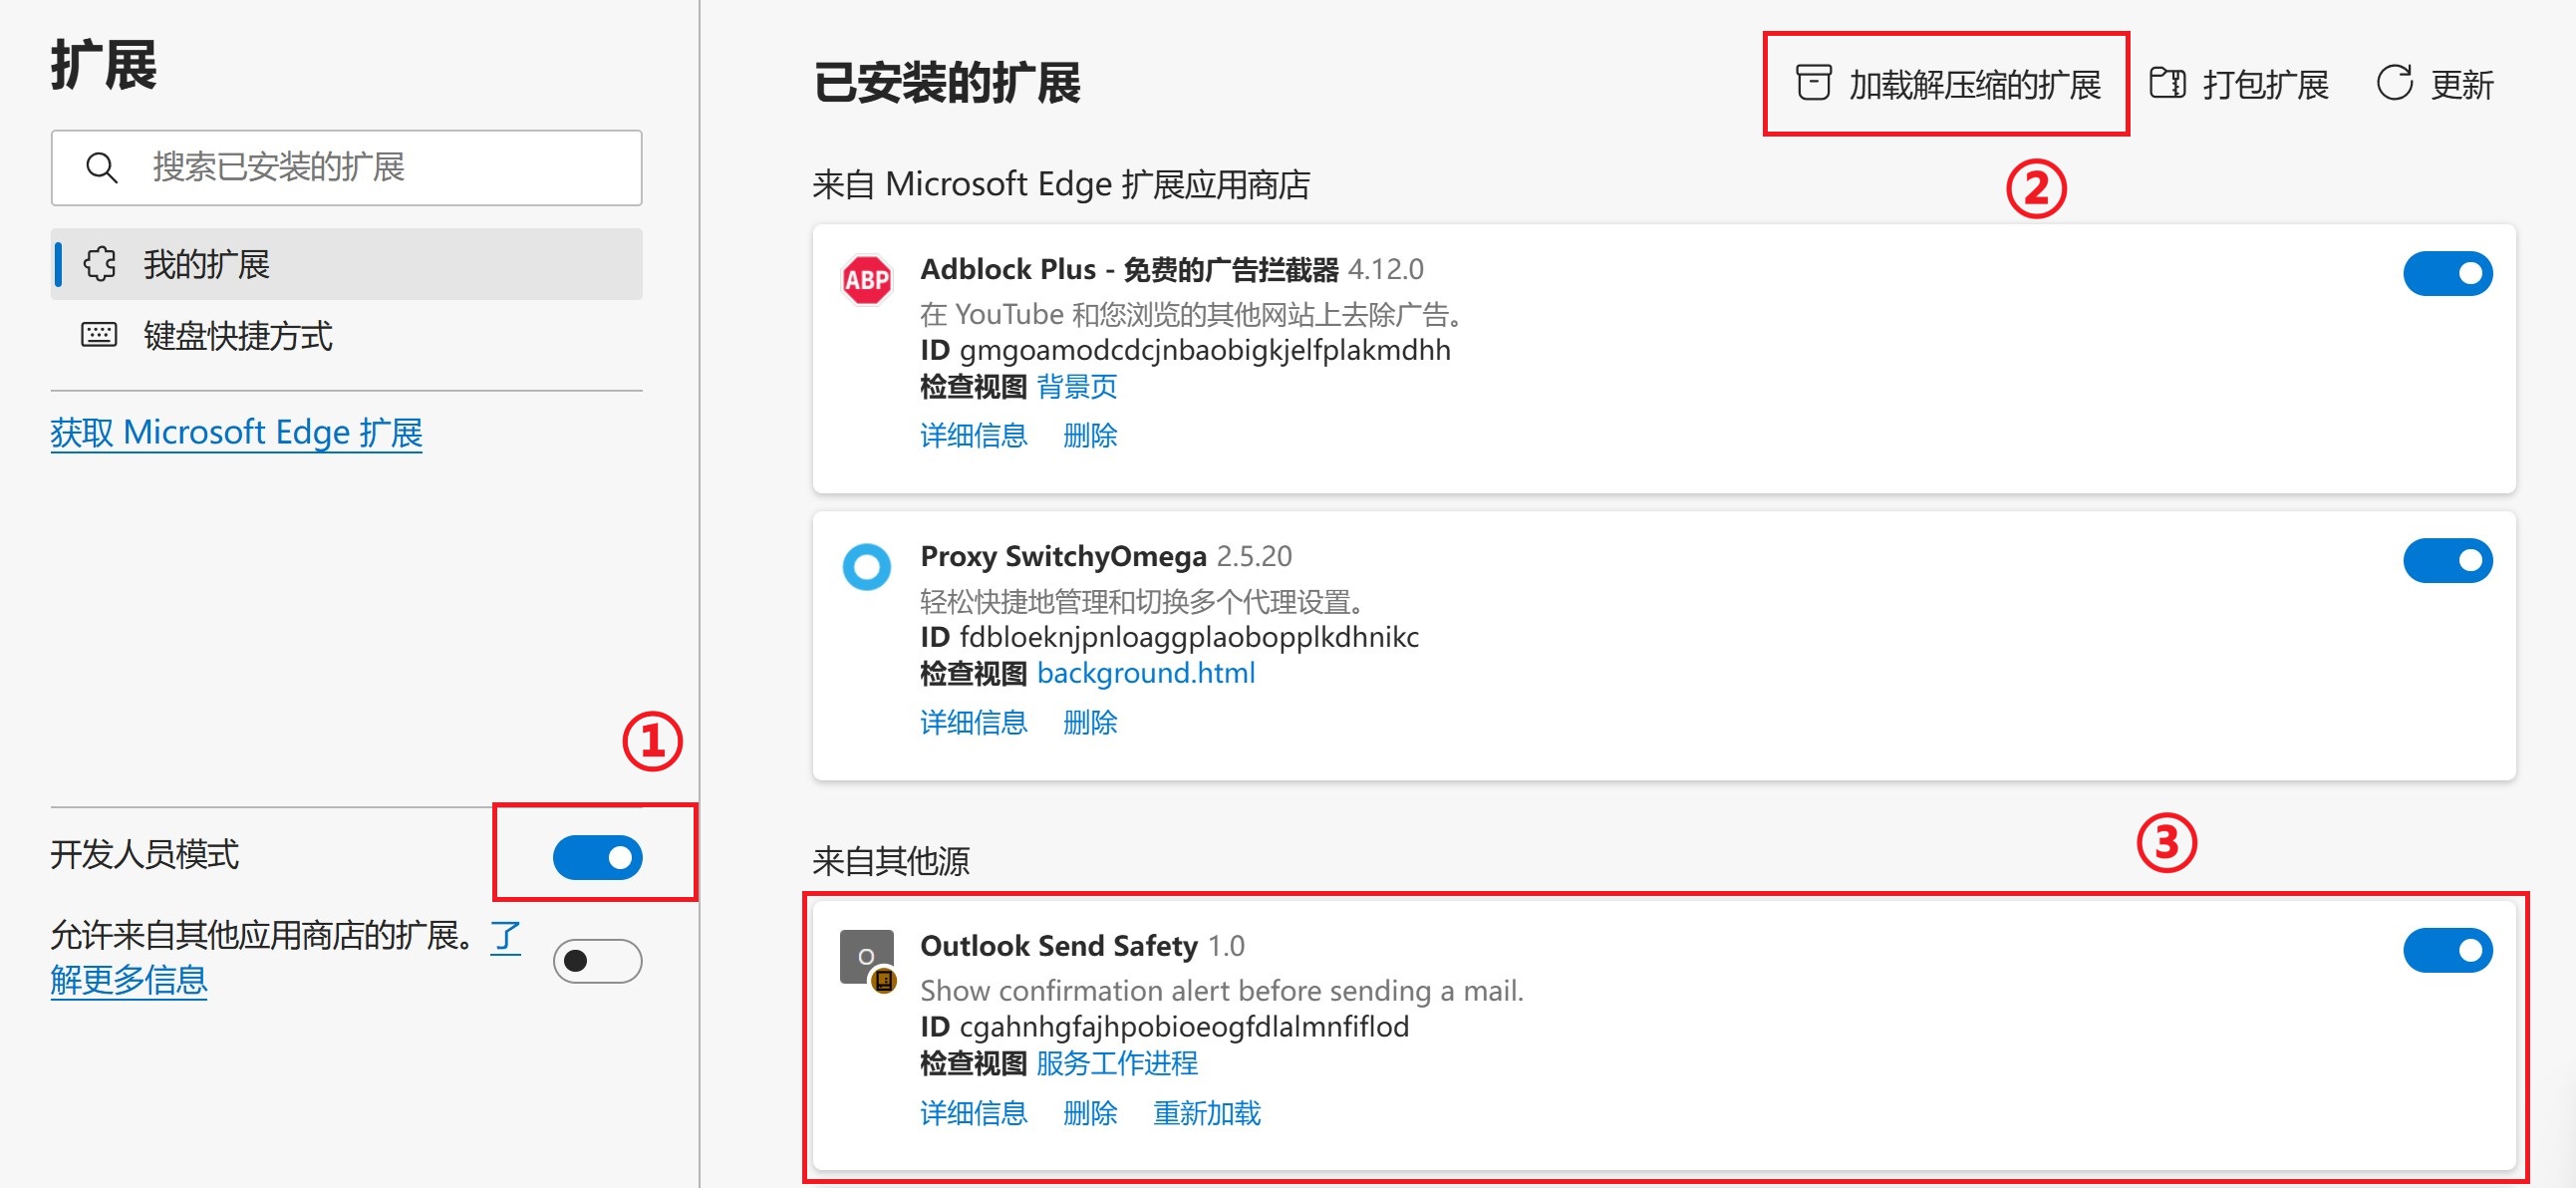 扩展
搜索已安装的扩展
我的扩展
键盘快捷方式
获取 Microsoft Edge 扩展
①
开发人员模式
允许来自其他应用商店的扩展。了
解更多信息
已安装的扩展
加载解压缩的扩展
打包扩展
更新
②
来自 Microsoft Edge 扩展应用商店
ABP
Adblock Plus - 免费的广告拦截器 4.12.0
在 YouTube 和您浏览的其他网站上去除广告。
ID gmgoamodcdcjnbaobigkjelfplakmdhh
检查视图 背景页
详细信息 删除
Proxy SwitchyOmega 2.5.20
轻松快捷地管理和切换多个代理设置。
ID fdbloeknjpnloaggplaobopplkdhnikc
检查视图 background.html
详细信息 删除
③
来自其他源
O
Outlook Send Safety 1.0
Show confirmation alert before sending a mail.
ID cgahnhgfajhpobioeogfdlalmnfiflod
检查视图 服务工作进程
详细信息 删除 重新加载